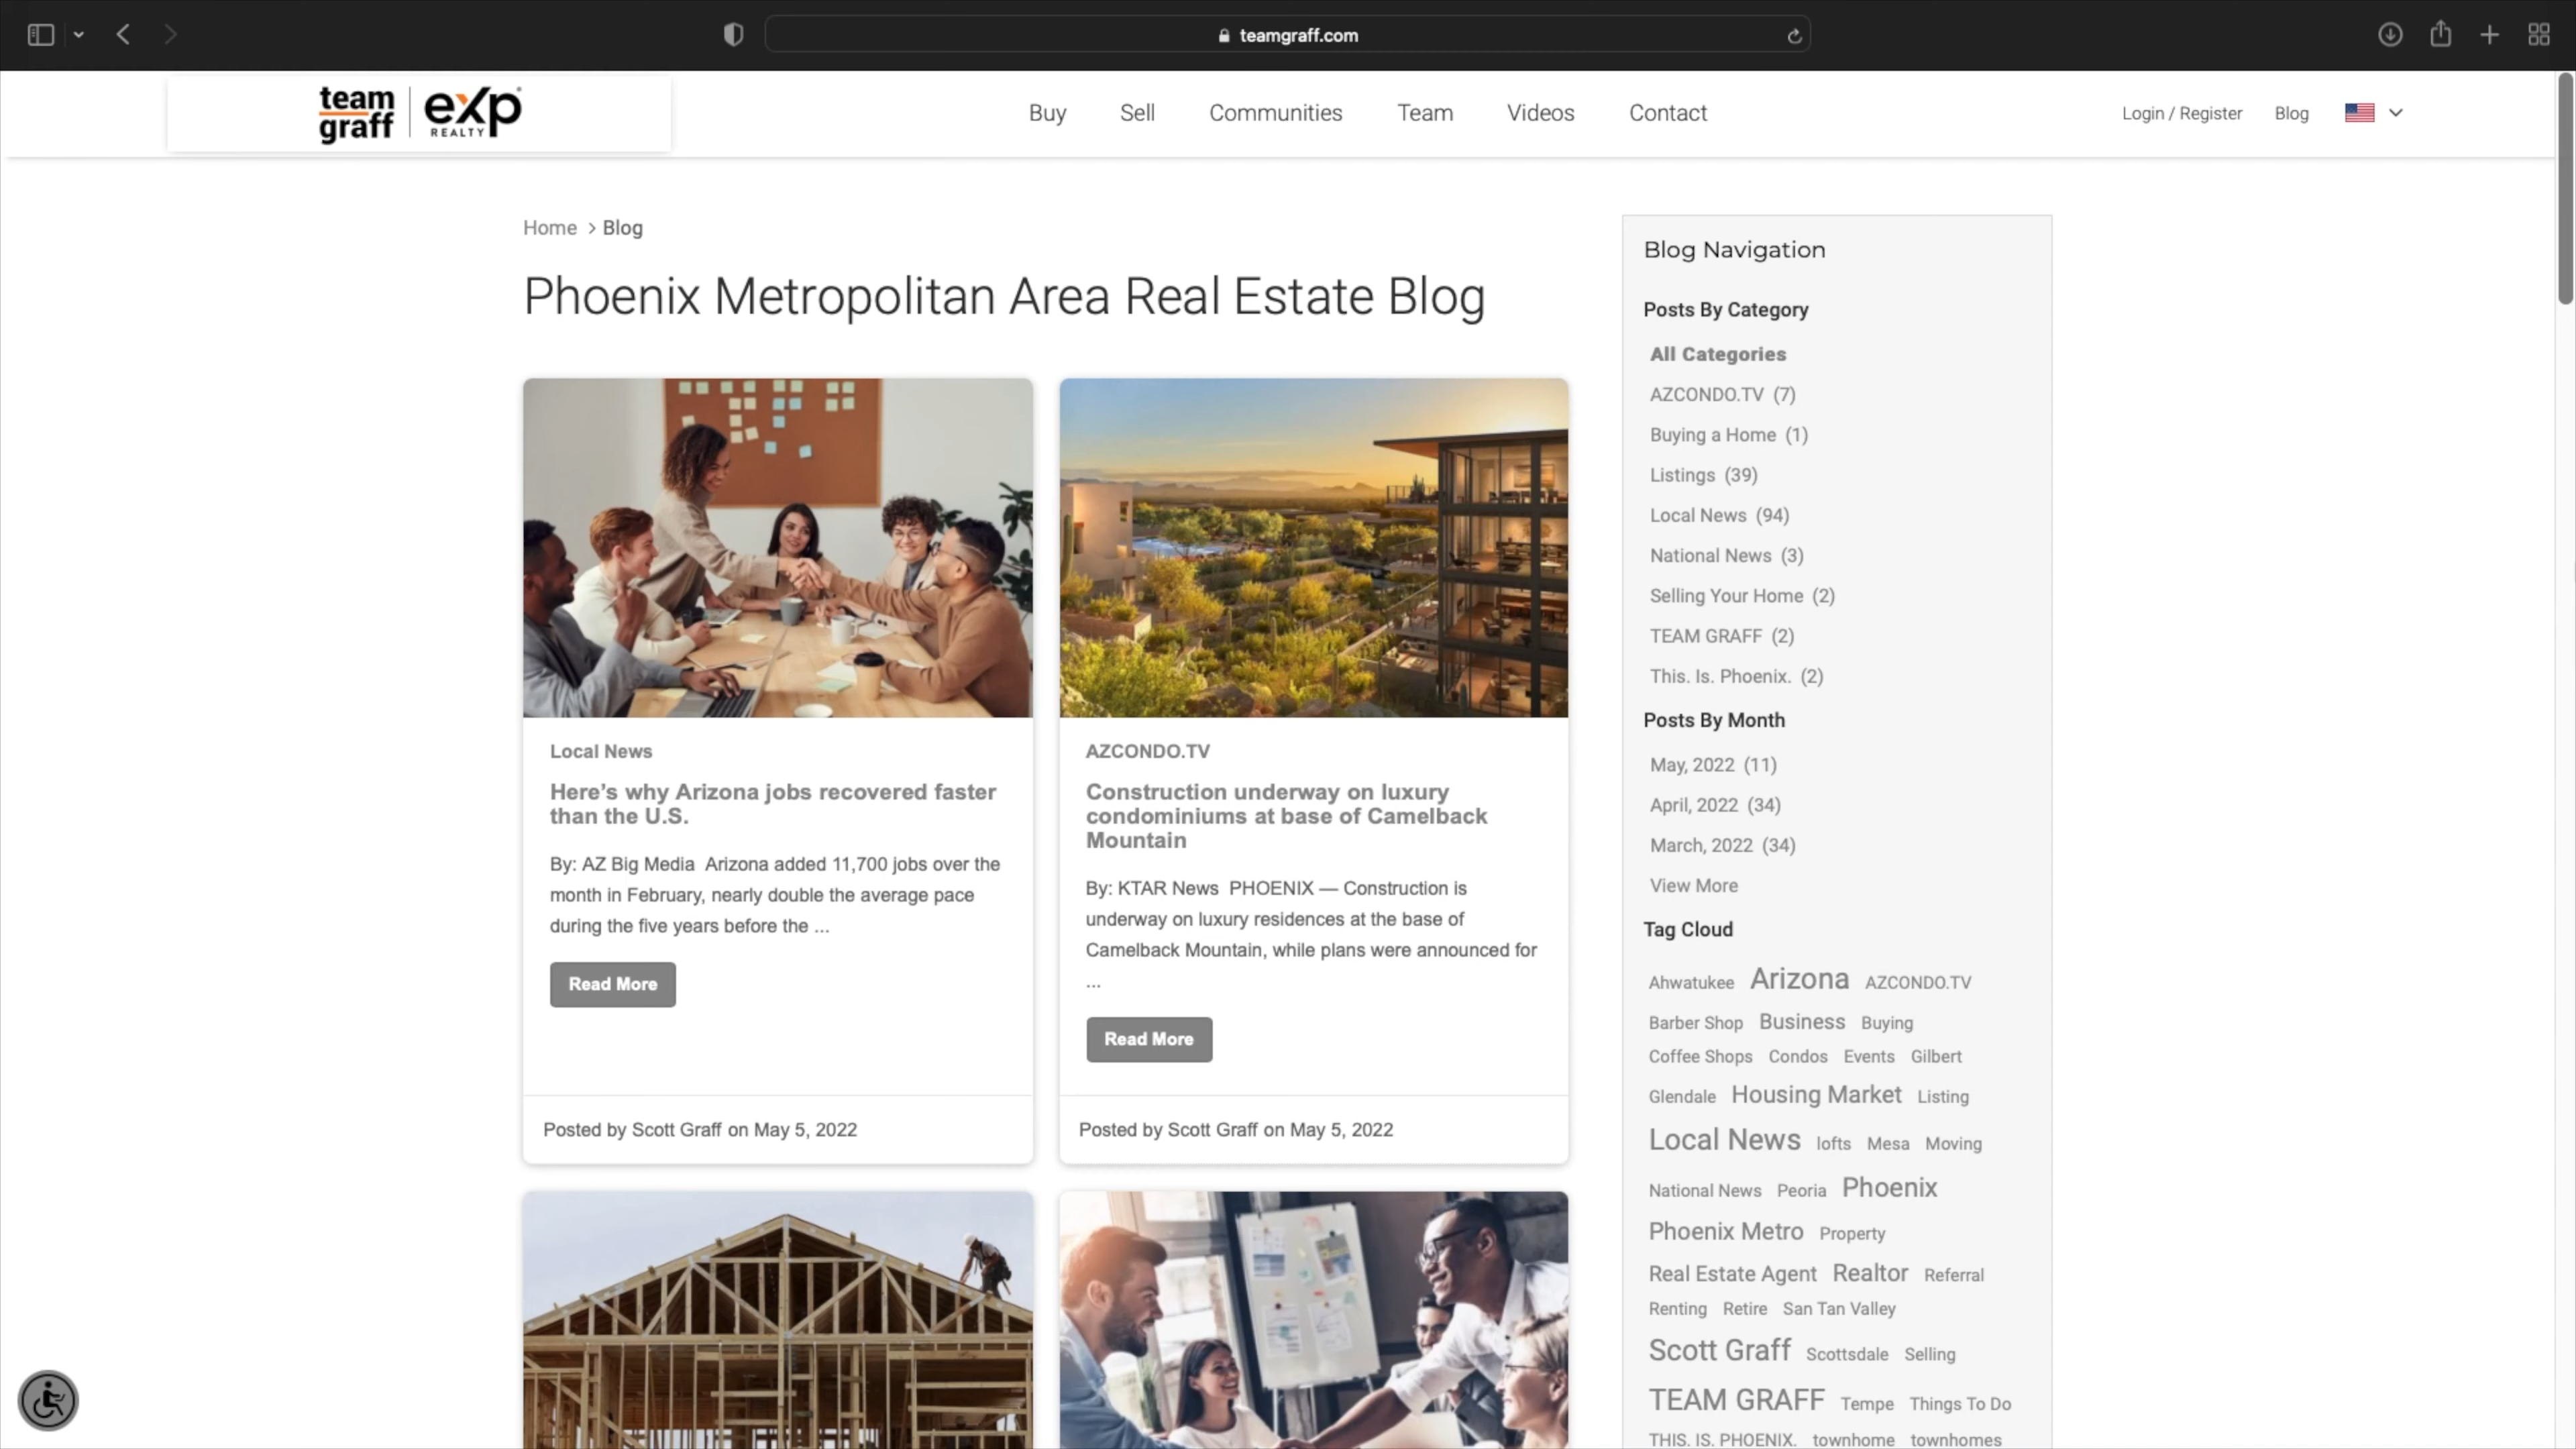 teamgraff.com
team
graff
eXp
REALTY
Buy Sell Communities Team Videos Contact
Login / Register Blog
Home > Blog
Phoenix Metropolitan Area Real Estate Blog
Local News
Here's why Arizona jobs recovered faster
than the U.S.
By: AZ Big Media Arizona added 11,700 jobs over the
month in February, nearly double the average pace
during the five years before the ...
Read More
Posted by Scott Graff on May 5, 2022
AZCONDO.TV
Construction underway on luxury
condominiums at base of Camelback
Mountain
By: KTAR News PHOENIX — Construction is
underway on luxury residences at the base of
Camelback Mountain, while plans were announced for
...
Read More
Posted by Scott Graff on May 5, 2022
Blog Navigation
Posts By Category
All Categories
AZCONDO.TV (7)
Buying a Home (1)
Listings (39)
Local News (94)
National News (3)
Selling Your Home (2)
TEAM GRAFF (2)
This. Is. Phoenix. (2)
Posts By Month
May, 2022 (11)
April, 2022 (34)
March, 2022 (34)
View More
Tag Cloud
Ahwatukee Arizona AZCONDO.TV
Barber Shop Business Buying
Coffee Shops Condos Events Gilbert
Glendale Housing Market Listing
Local News lofts Mesa Moving
National News Peoria Phoenix
Phoenix Metro Property
Real Estate Agent Realtor Referral
Renting Retire San Tan Valley
Scott Graff Scottsdale Selling
TEAM GRAFF Tempe Things To Do
THIS. IS. PHOENIX. townhome townhomes